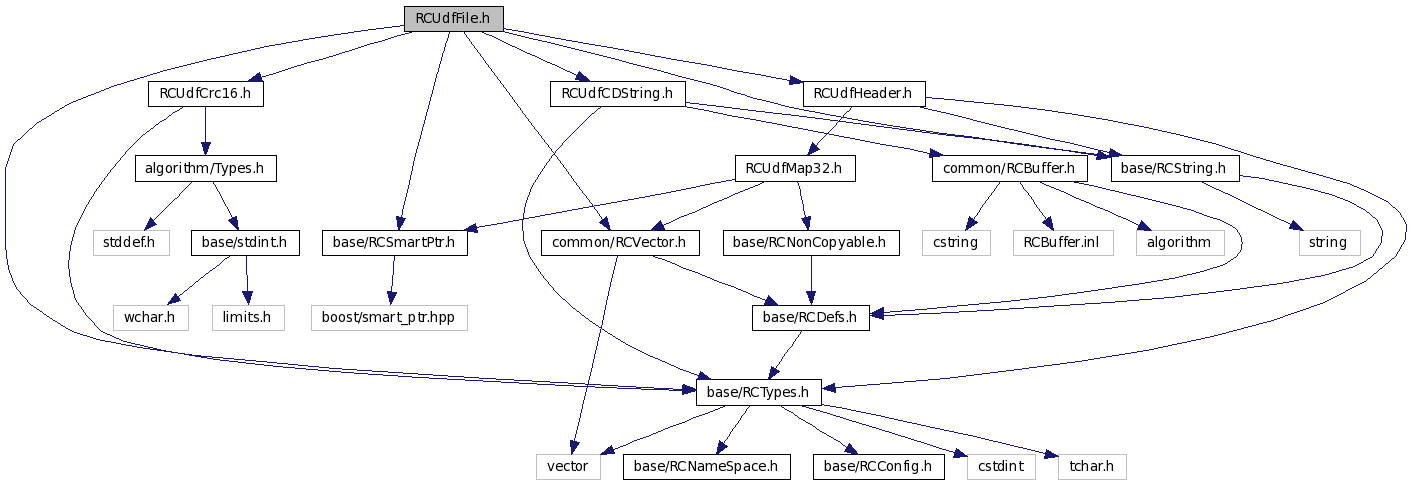 RCUdfFile.h
RCUdfCrc16.h
RCUdfCDString.h
RCUdfHeader.h
algorithm/Types.h
RCUdfMap32.h
common/RCBuffer.h
base/RCString.h
stddef.h
base/stdint.h
base/RCSmartPtr.h
common/RCVector.h
base/RCNonCopyable.h
cstring
RCBuffer.inl
algorithm
string
wchar.h
limits.h
boost/smart_ptr.hpp
base/RCDefs.h
base/RCTypes.h
vector
base/RCNameSpace.h
base/RCConfig.h
cstdint
tchar.h